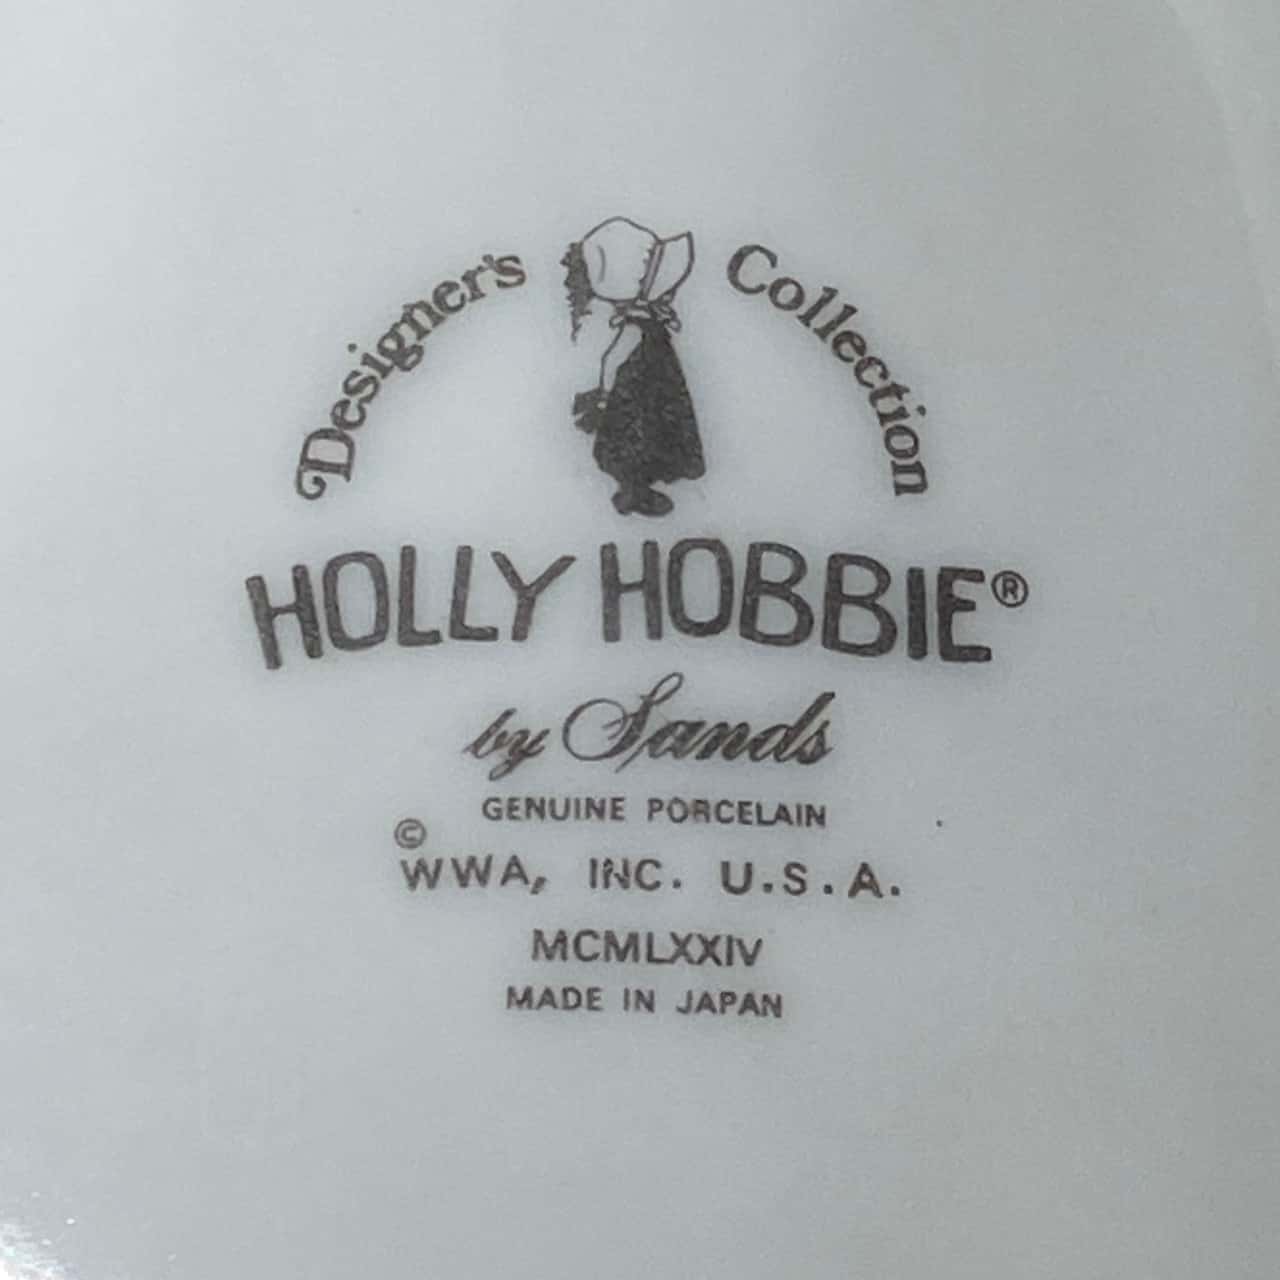 Designer's Collection
HOLLY HOBBIE®
by Sands
GENUINE PORCELAIN
©
WWA, INC. U.S.A.
MCMLXXIV
MADE IN JAPAN